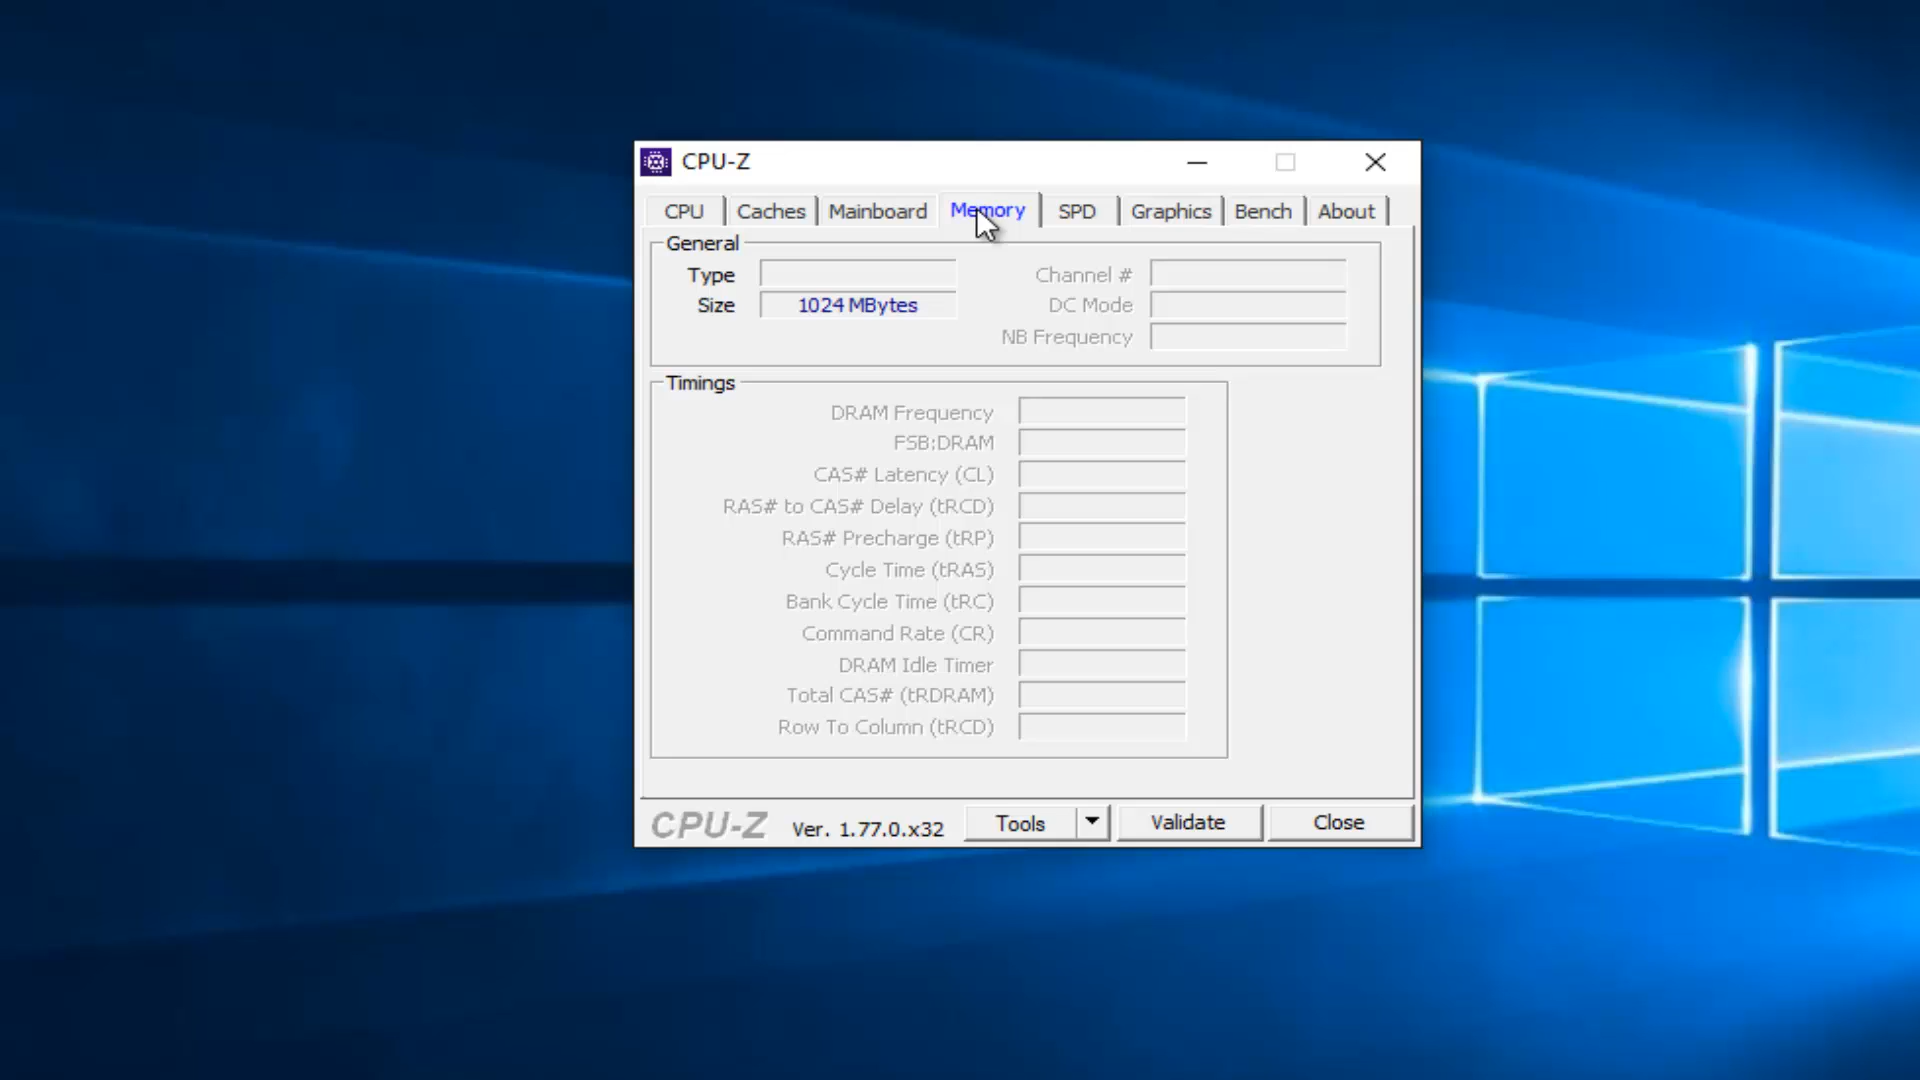 CPU-Z
CPU Caches Mainboard Memory SPD Graphics Bench About
General
Type Channel #
Size 1024 MBytes DC Mode
NB Frequency
Timings
DRAM Frequency
FSB:DRAM
CAS# Latency (CL)
RAS# to CAS# Delay (tRCD)
RAS# Precharge (tRP)
Cycle Time (tRAS)
Bank Cycle Time (tRC)
Command Rate (CR)
DRAM Idle Timer
Total CAS# (tRDRAM)
Row To Column (tRCD)
CPU-Z Ver. 1.77.0.x32 Tools Validate Close